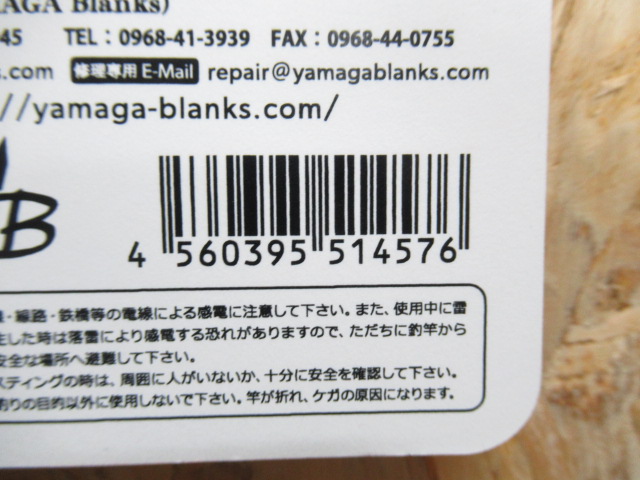 AGA Blanks)
45 TEL：0968-41-3939 FAX：0968-44-0755
s.com 修理専用 E-Mail repair@yamagablanks.com
//yamaga-blanks.com/
B
4 560395 514576
・線路・鉄橋等の電線による感電に注意して下さい。また、使用中に雷
生した時は落雷により感電する恐れがありますので、ただちに釣竿から
安全な場所へ避難して下さい。
スティングの時は、周囲に人がいないか、十分に安全を確認して下さい。
釣りの目的以外に使用しないで下さい。竿が折れ、ケガの原因になります。